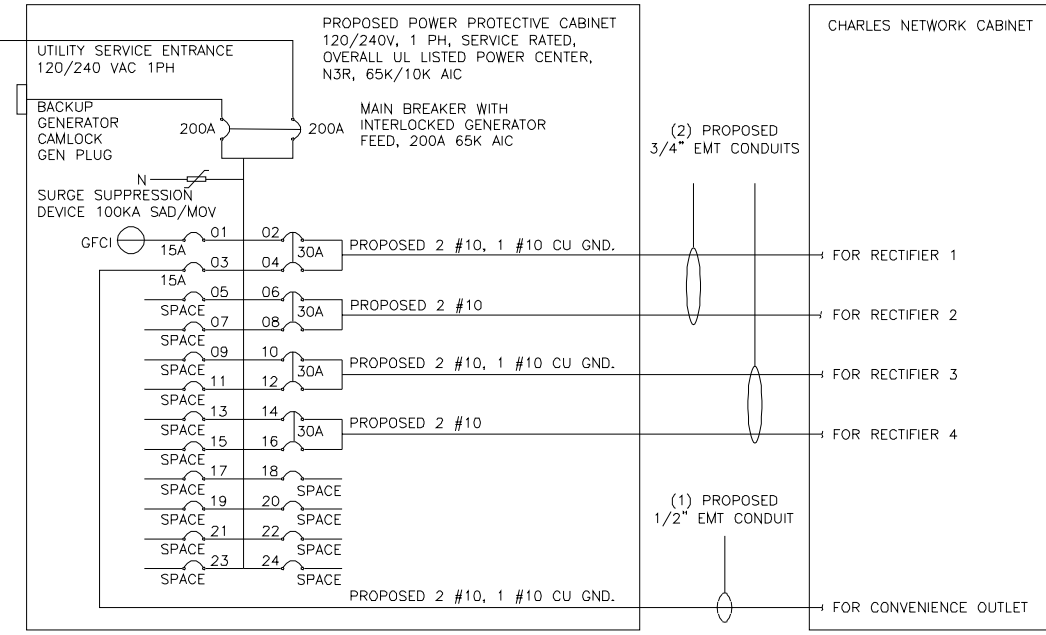 PROPOSED POWER PROTECTIVE CABINET
120/240V, 1 PH, SERVICE RATED,
OVERALL UL LISTED POWER CENTER,
N3R, 65K/10K AIC
CHARLES NETWORK CABINET
UTILITY SERVICE ENTRANCE
120/240 VAC 1PH
BACKUP
GENERATOR
CAMLOCK
GEN PLUG
200A
200A
MAIN BREAKER WITH
INTERLOCKED GENERATOR
FEED, 200A 65K AIC
(2) PROPOSED
3/4" EMT CONDUITS
N
SURGE SUPPRESSION
DEVICE 100KA SAD/MOV
GFCI
15A
01
02
30A
PROPOSED 2 #10, 1 #10 CU GND.
FOR RECTIFIER 1
15A
03
04
SPACE
05
06
30A
PROPOSED 2 #10
FOR RECTIFIER 2
SPACE
07
08
SPACE
09
10
30A
PROPOSED 2 #10, 1 #10 CU GND.
FOR RECTIFIER 3
SPACE
11
12
SPACE
13
14
30A
PROPOSED 2 #10
FOR RECTIFIER 4
SPACE
15
16
SPACE
17
18
SPACE
SPACE
19
20
SPACE
SPACE
21
22
SPACE
SPACE
23
24
SPACE
(1) PROPOSED
1/2" EMT CONDUIT
PROPOSED 2 #10, 1 #10 CU GND.
FOR CONVENIENCE OUTLET